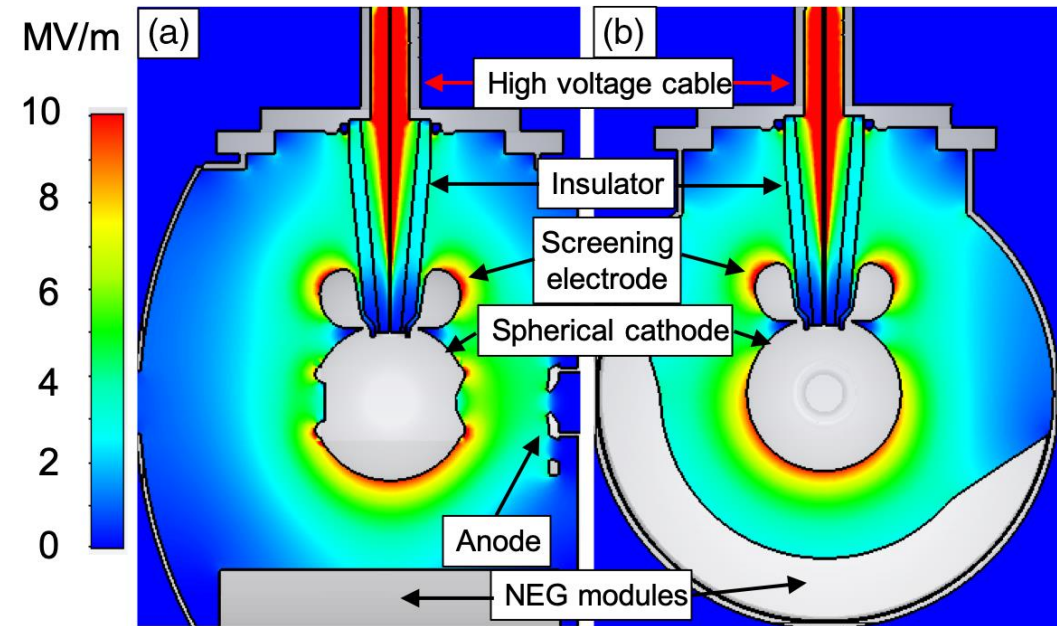 MV/m
(a)
(b)
High voltage cable
10
8
6
4
2
0
Insulator
Screening
electrode
Spherical cathode
Anode
NEG modules